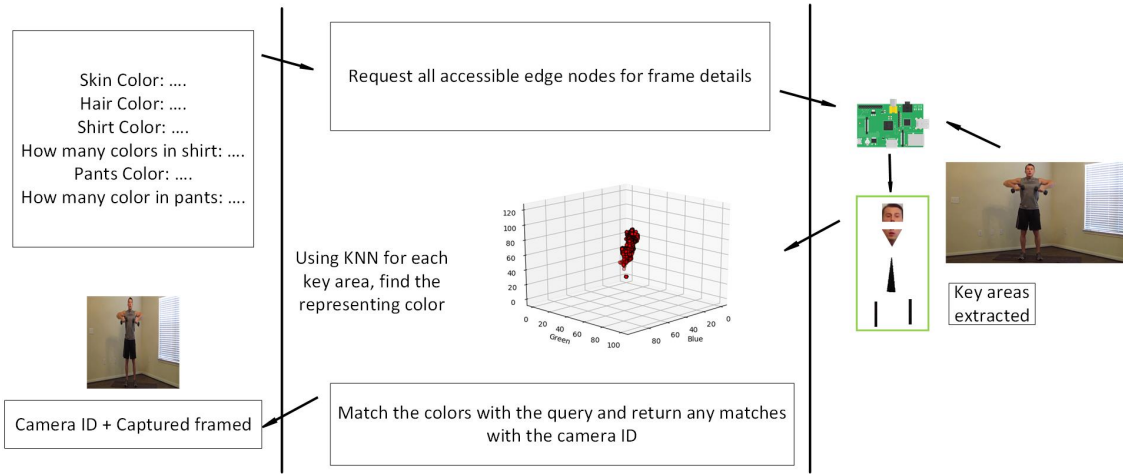 Skin Color: ....
Hair Color: ....
Shirt Color: ....
How many colors in shirt: ....
Pants Color: ....
How many color in pants: ....
Request all accessible edge nodes for frame details
Using KNN for each
key area, find the
representing color
120
100
80
60
40
20
0
0
20
40
60
80
100
Green
80
60
40
20
0
Blue
Key areas
extracted
Camera ID + Captured framed
Match the colors with the query and return any matches
with the camera ID